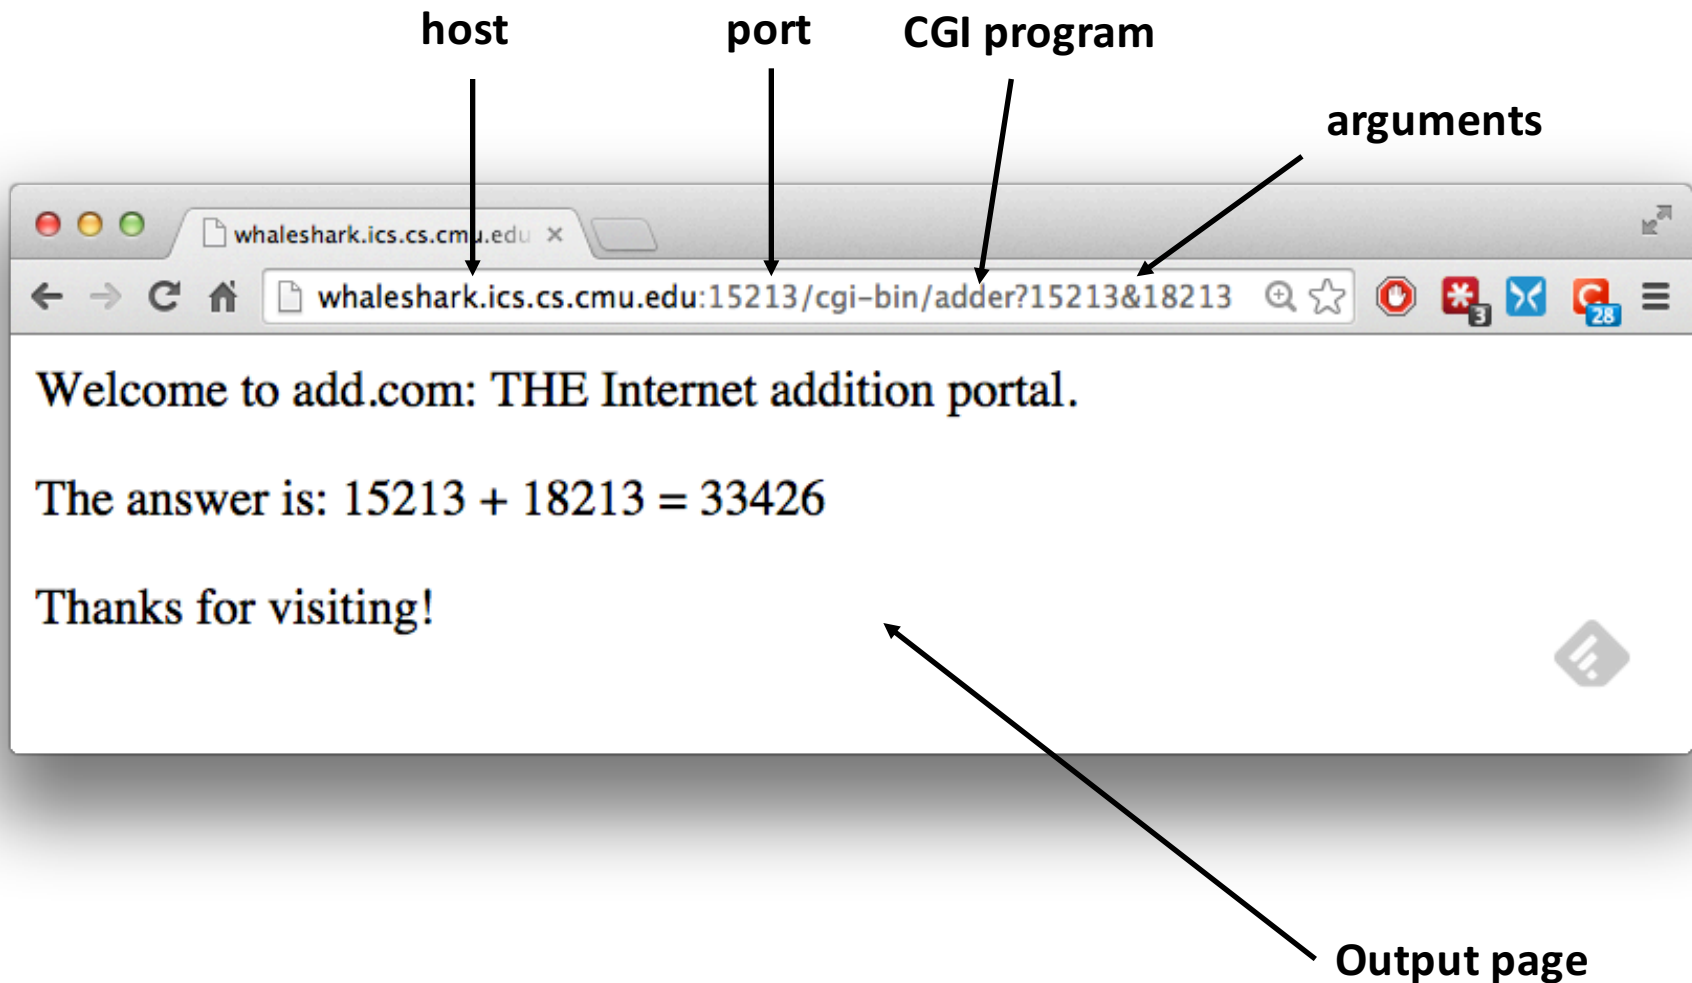 host
port
CGI program
arguments
whaleshark.ics.cs.cmu.edu
whaleshark.ics.cs.cmu.edu:15213/cgi-bin/adder?15213&18213
3
28
Welcome to add.com: THE Internet addition portal.
The answer is: 15213 + 18213 = 33426
Thanks for visiting!
Output page